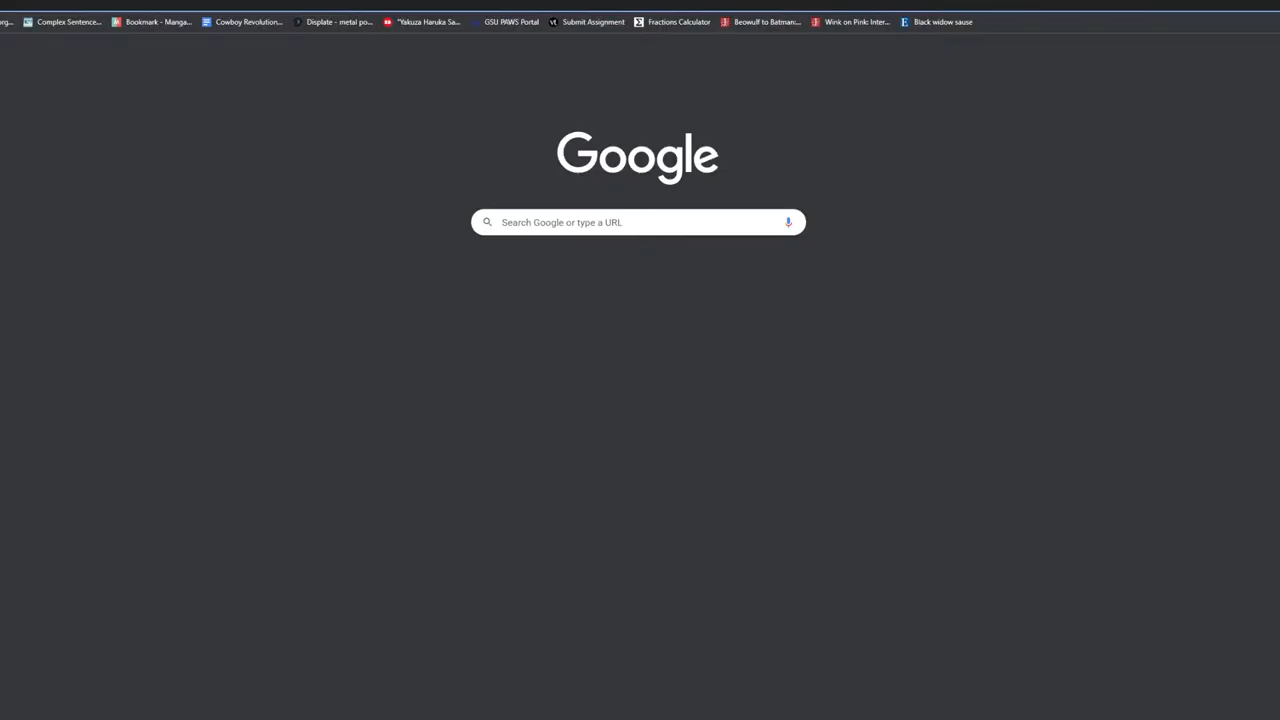 org... Complex Sentence... Bookmark - Manga... Cowboy Revolution... Displate - metal po... "Yakuza Haruka Sa... GSU PAWS Portal Submit Assignment Fractions Calculator Beowulf to Batman:... Wink on Pink: Inter... Black widow sause
Google
Search Google or type a URL